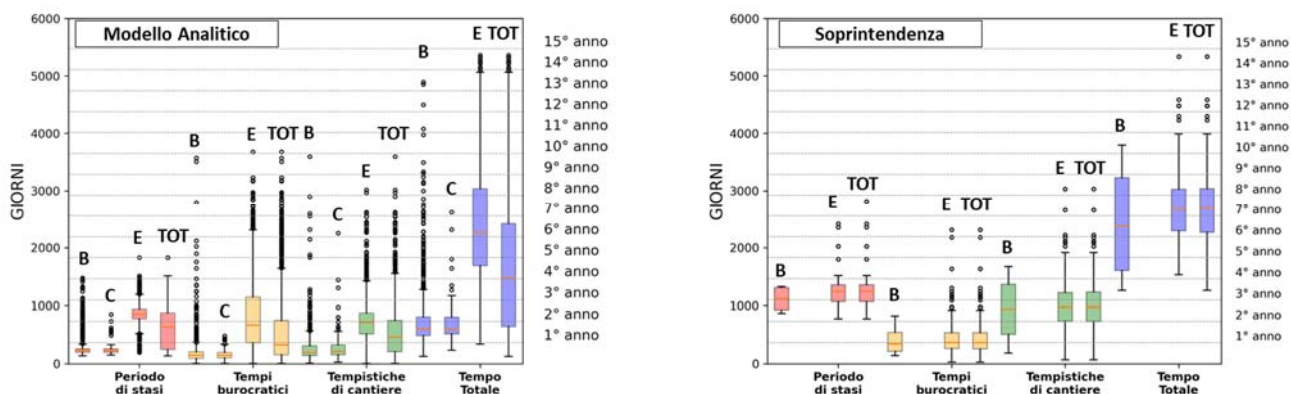 Modello Analitico
GIORNI
6000
5000
4000
3000
2000
1000
0
B
C
E
TOT
B
C
E
TOT
B
C
E
TOT
B
C
E TOT
15° anno
14° anno
13° anno
12° anno
11° anno
10° anno
9° anno
8° anno
7° anno
6° anno
5° anno
4° anno
3° anno
2° anno
1° anno
Periodo
di stasi
Tempi
burocratici
Tempistiche
di cantiere
Tempo
Totale
Soprintendenza
GIORNI
6000
5000
4000
3000
2000
1000
0
B
E
TOT
B
E TOT
B
E TOT
B
E TOT
15° anno
14° anno
13° anno
12° anno
11° anno
10° anno
9° anno
8° anno
7° anno
6° anno
5° anno
4° anno
3° anno
2° anno
1° anno
Periodo
di stasi
Tempi
burocratici
Tempistiche
di cantiere
Tempo
Totale